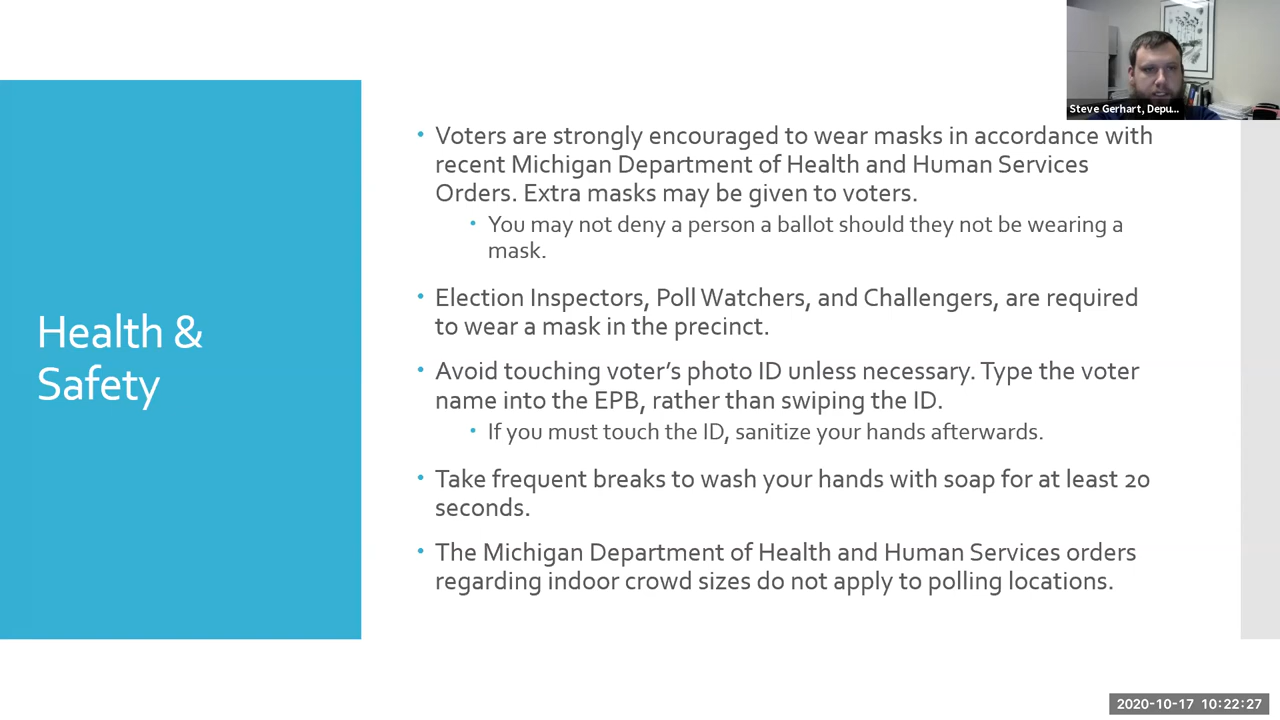 Steve Gerhart, Depu...
Health &
Safety
• Voters are strongly encouraged to wear masks in accordance with
recent Michigan Department of Health and Human Services
Orders. Extra masks may be given to voters.
• You may not deny a person a ballot should they not be wearing a
mask.
• Election Inspectors, Poll Watchers, and Challengers, are required
to wear a mask in the precinct.
• Avoid touching voter’s photo ID unless necessary. Type the voter
name into the EPB, rather than swiping the ID.
• If you must touch the ID, sanitize your hands afterwards.
• Take frequent breaks to wash your hands with soap for at least 20
seconds.
• The Michigan Department of Health and Human Services orders
regarding indoor crowd sizes do not apply to polling locations.
2020-10-17 10:22:27